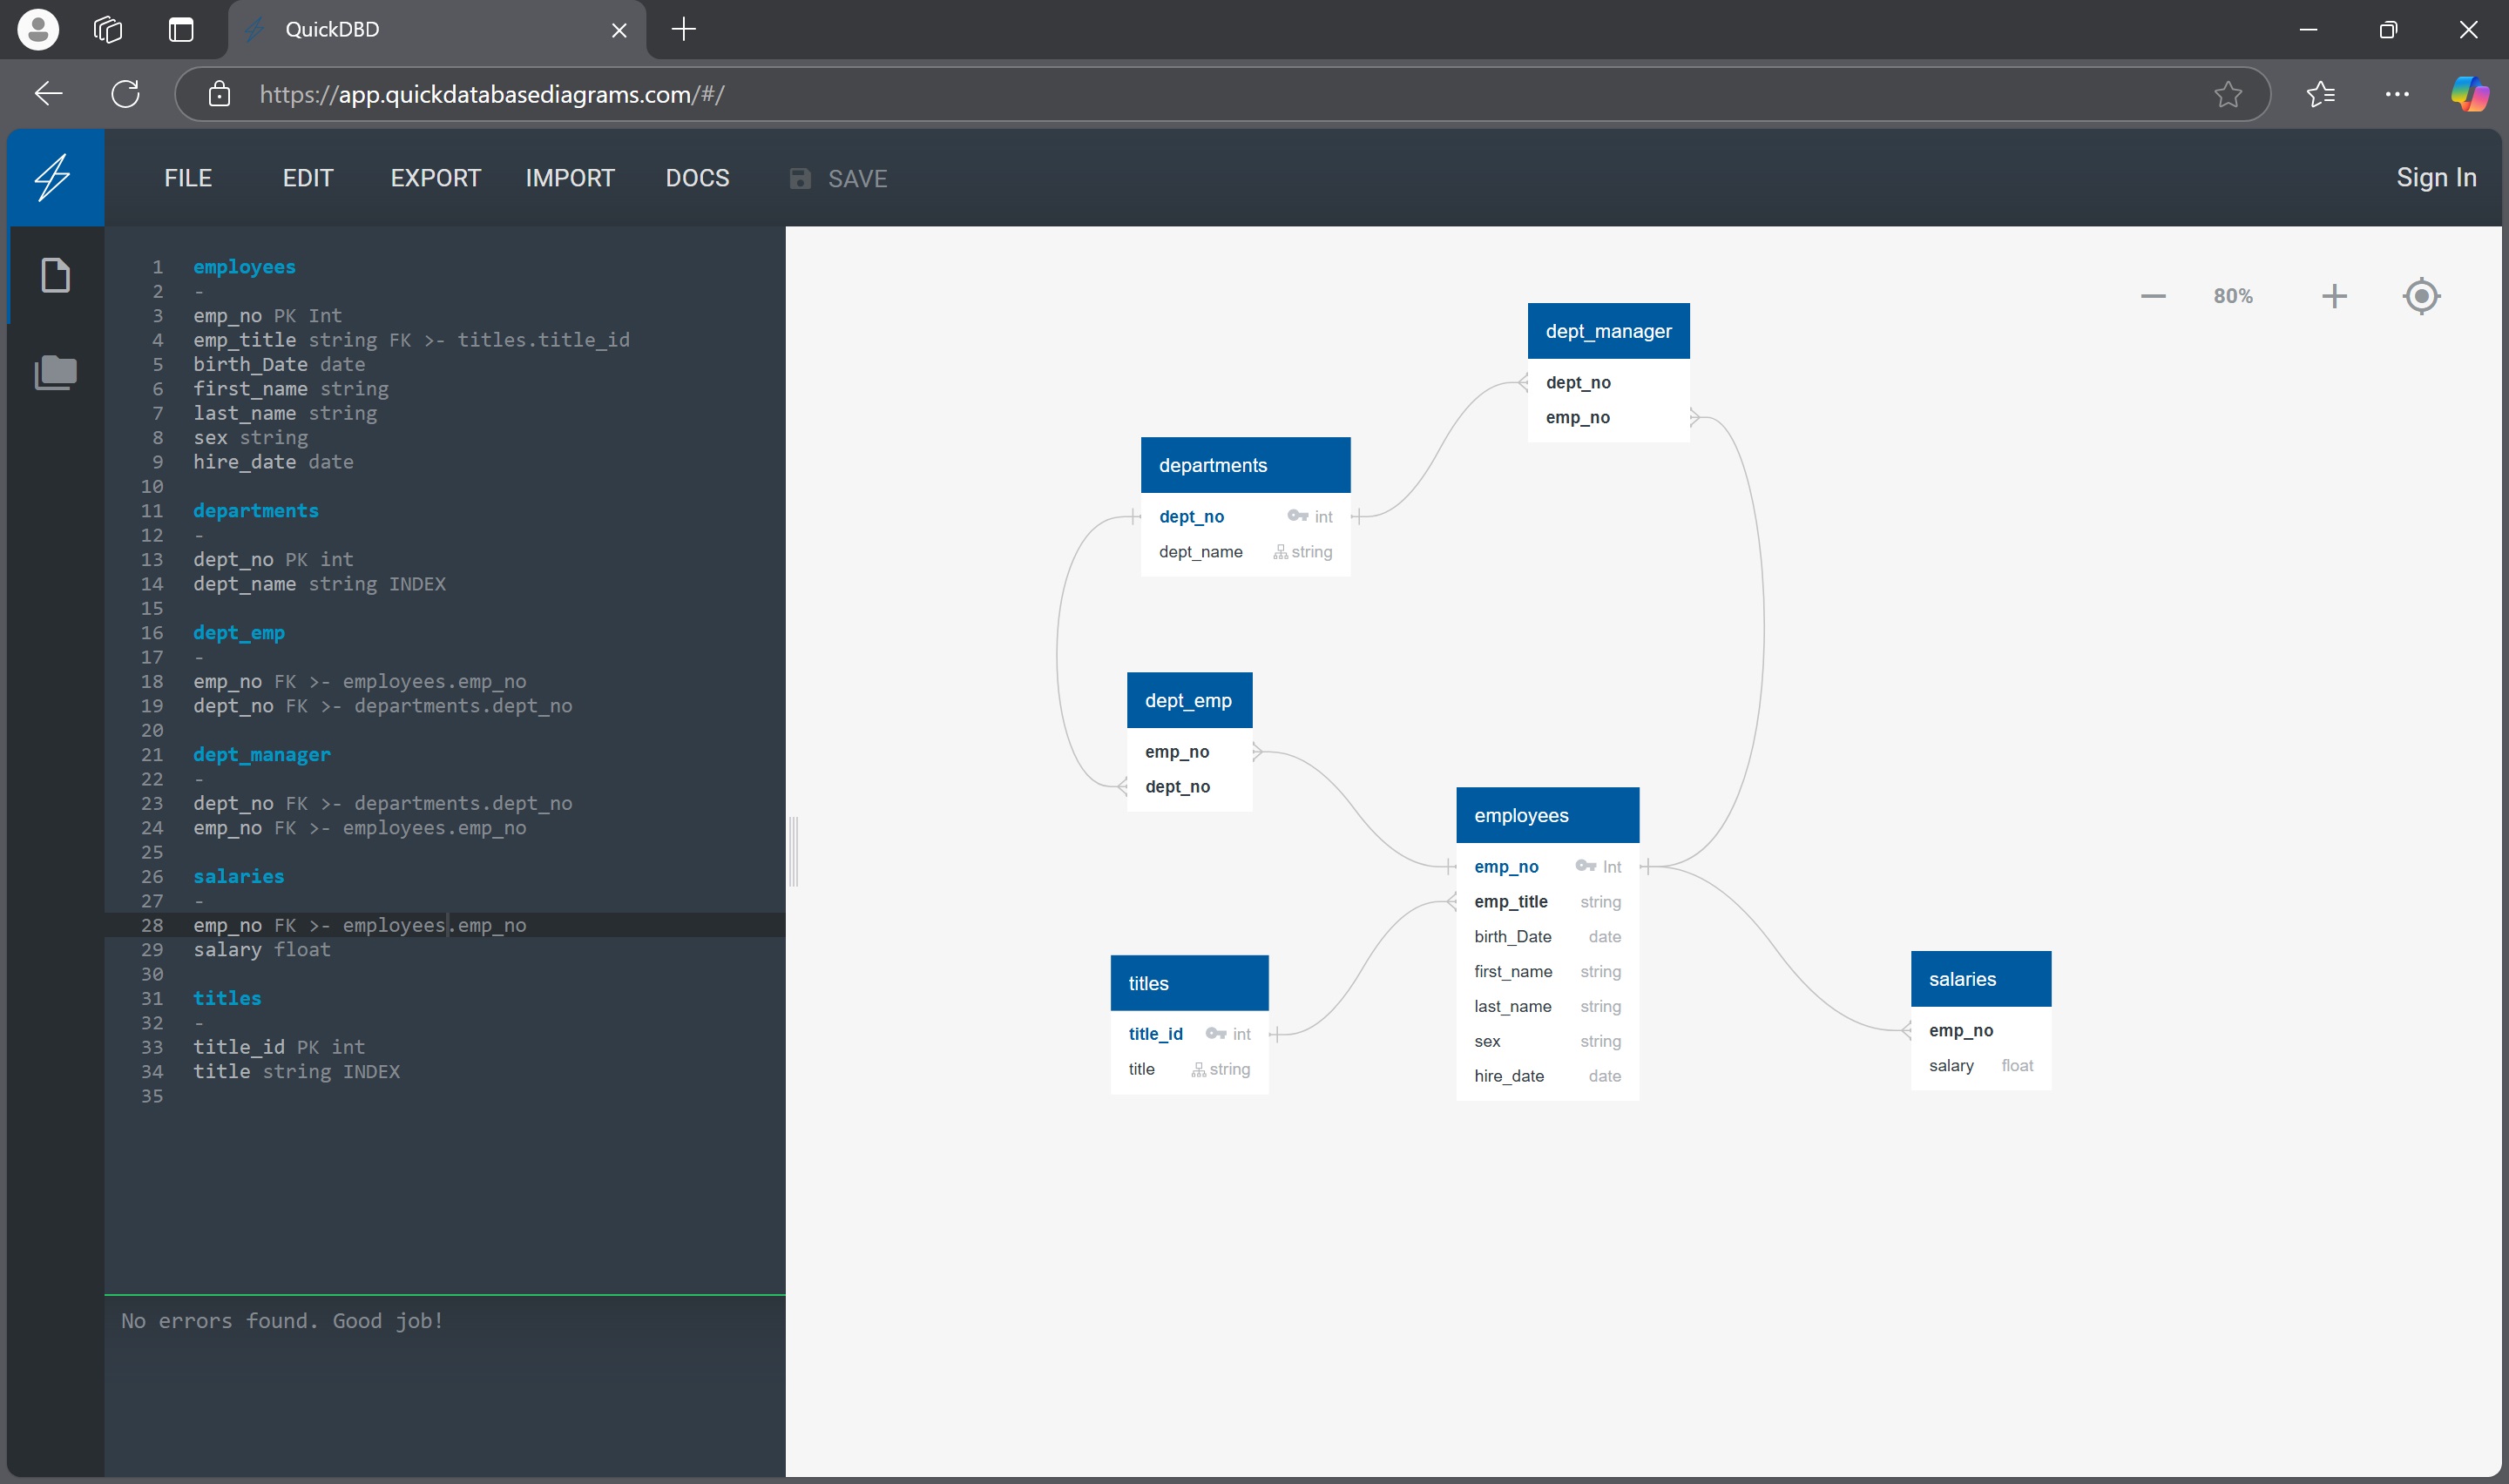 QuickDBD
https://app.quickdatabasediagrams.com/#/
FILE EDIT EXPORT IMPORT DOCS SAVE Sign In
1 employees
2 -
3 emp_no PK Int
4 emp_title string FK >- titles.title_id
5 birth_Date date
6 first_name string
7 last_name string
8 sex string
9 hire_date date
10
11 departments
12 -
13 dept_no PK int
14 dept_name string INDEX
15
16 dept_emp
17 -
18 emp_no FK >- employees.emp_no
19 dept_no FK >- departments.dept_no
20
21 dept_manager
22 -
23 dept_no FK >- departments.dept_no
24 emp_no FK >- employees.emp_no
25
26 salaries
27 -
28 emp_no FK >- employees.emp_no
29 salary float
30
31 titles
32 -
33 title_id PK int
34 title string INDEX
35
No errors found. Good job!
80%
dept_manager
dept_no
emp_no
departments
dept_no int
dept_name string
dept_emp
emp_no
dept_no
employees
emp_no Int
emp_title string
birth_Date date
first_name string
last_name string
sex string
hire_date date
titles
title_id int
title string
salaries
emp_no
salary float